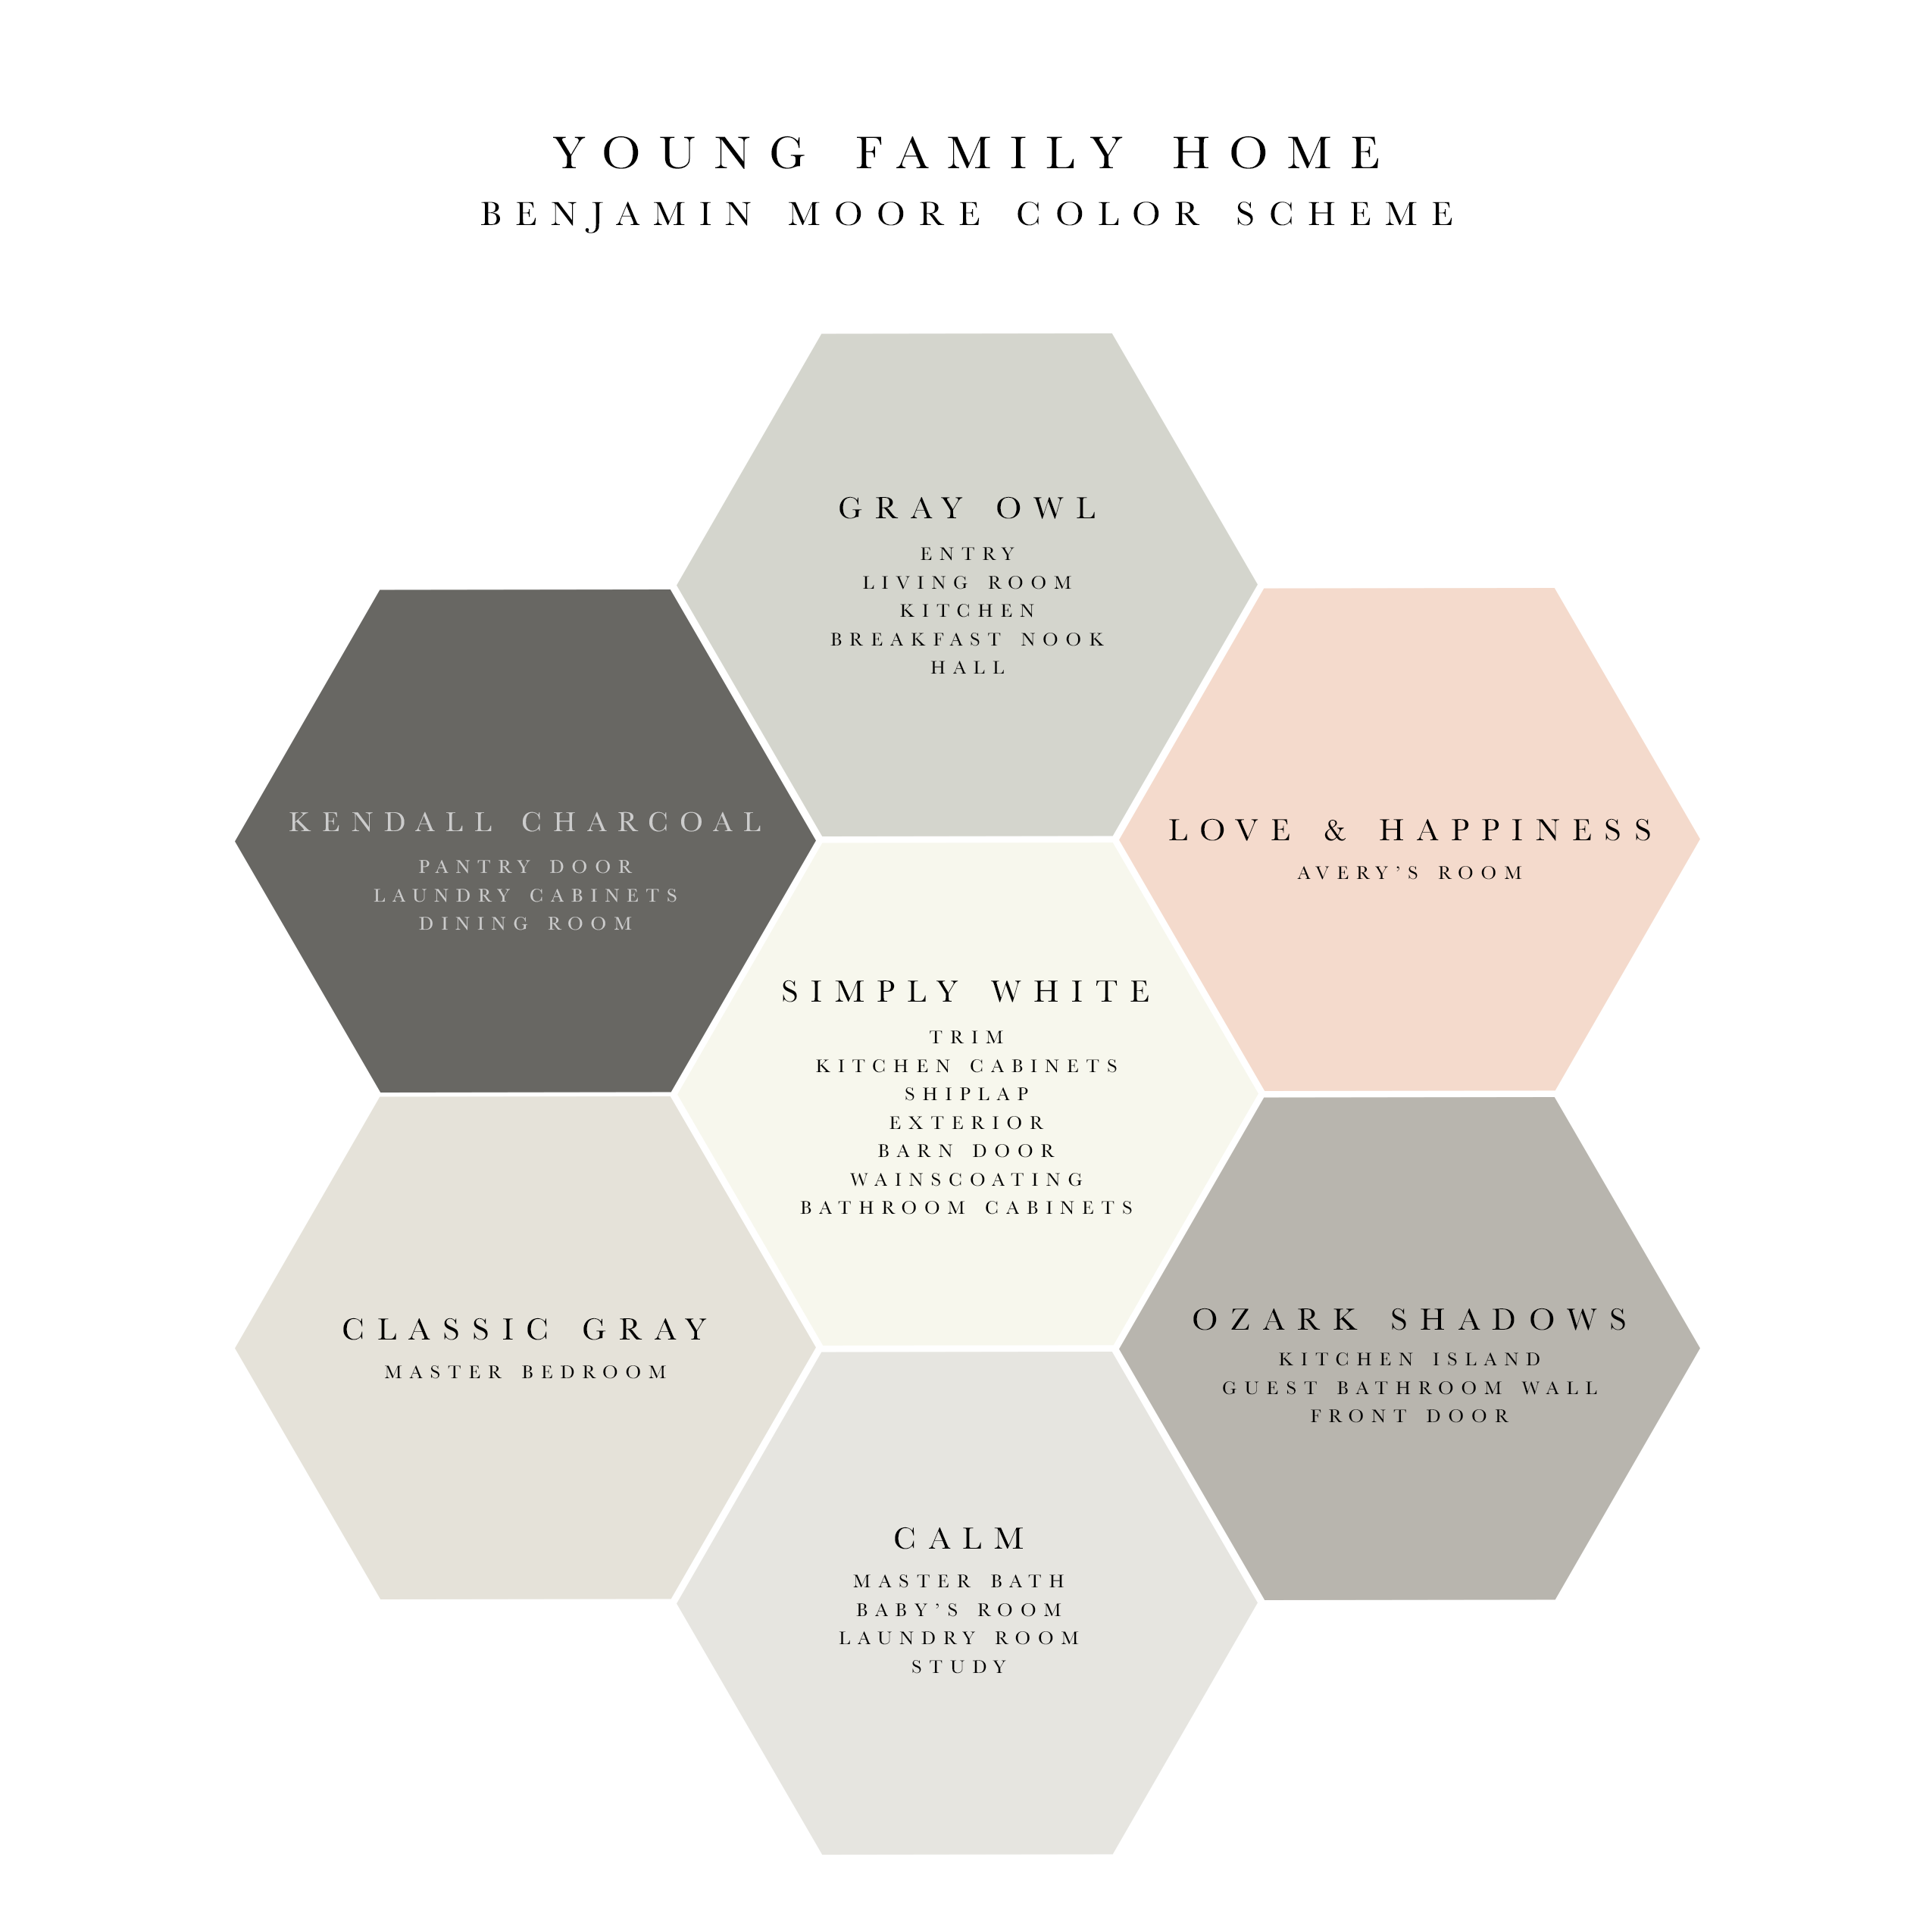 YOUNG FAMILY HOME
BENJAMIN MOORE COLOR SCHEME
GRAY OWL
ENTRY
LIVING ROOM
KITCHEN
BREAKFAST NOOK
HALL
KENDALL CHARCOAL
PANTRY DOOR
LAUNDRY CABINETS
DINING ROOM
LOVE & HAPPINESS
AVERY’S ROOM
SIMPLY WHITE
TRIM
KITCHEN CABINETS
SHIPLAP
EXTERIOR
BARN DOOR
WAINSCOATING
BATHROOM CABINETS
CLASSIC GRAY
MASTER BEDROOM
OZARK SHADOWS
KITCHEN ISLAND
GUEST BATHROOM WALL
FRONT DOOR
CALM
MASTER BATH
BABY’S ROOM
LAUNDRY ROOM
STUDY